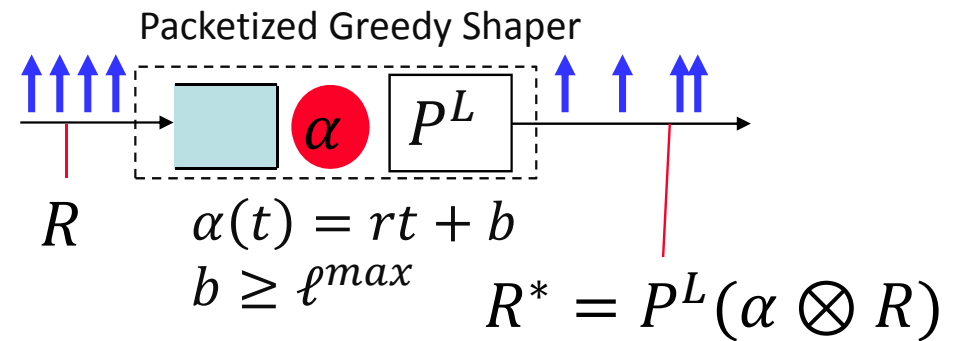 Packetized Greedy Shaper
α
P^L
R
α(t) = rt + b
b ≥ ℓ^{max}
R* = P^L(α ⊗ R)